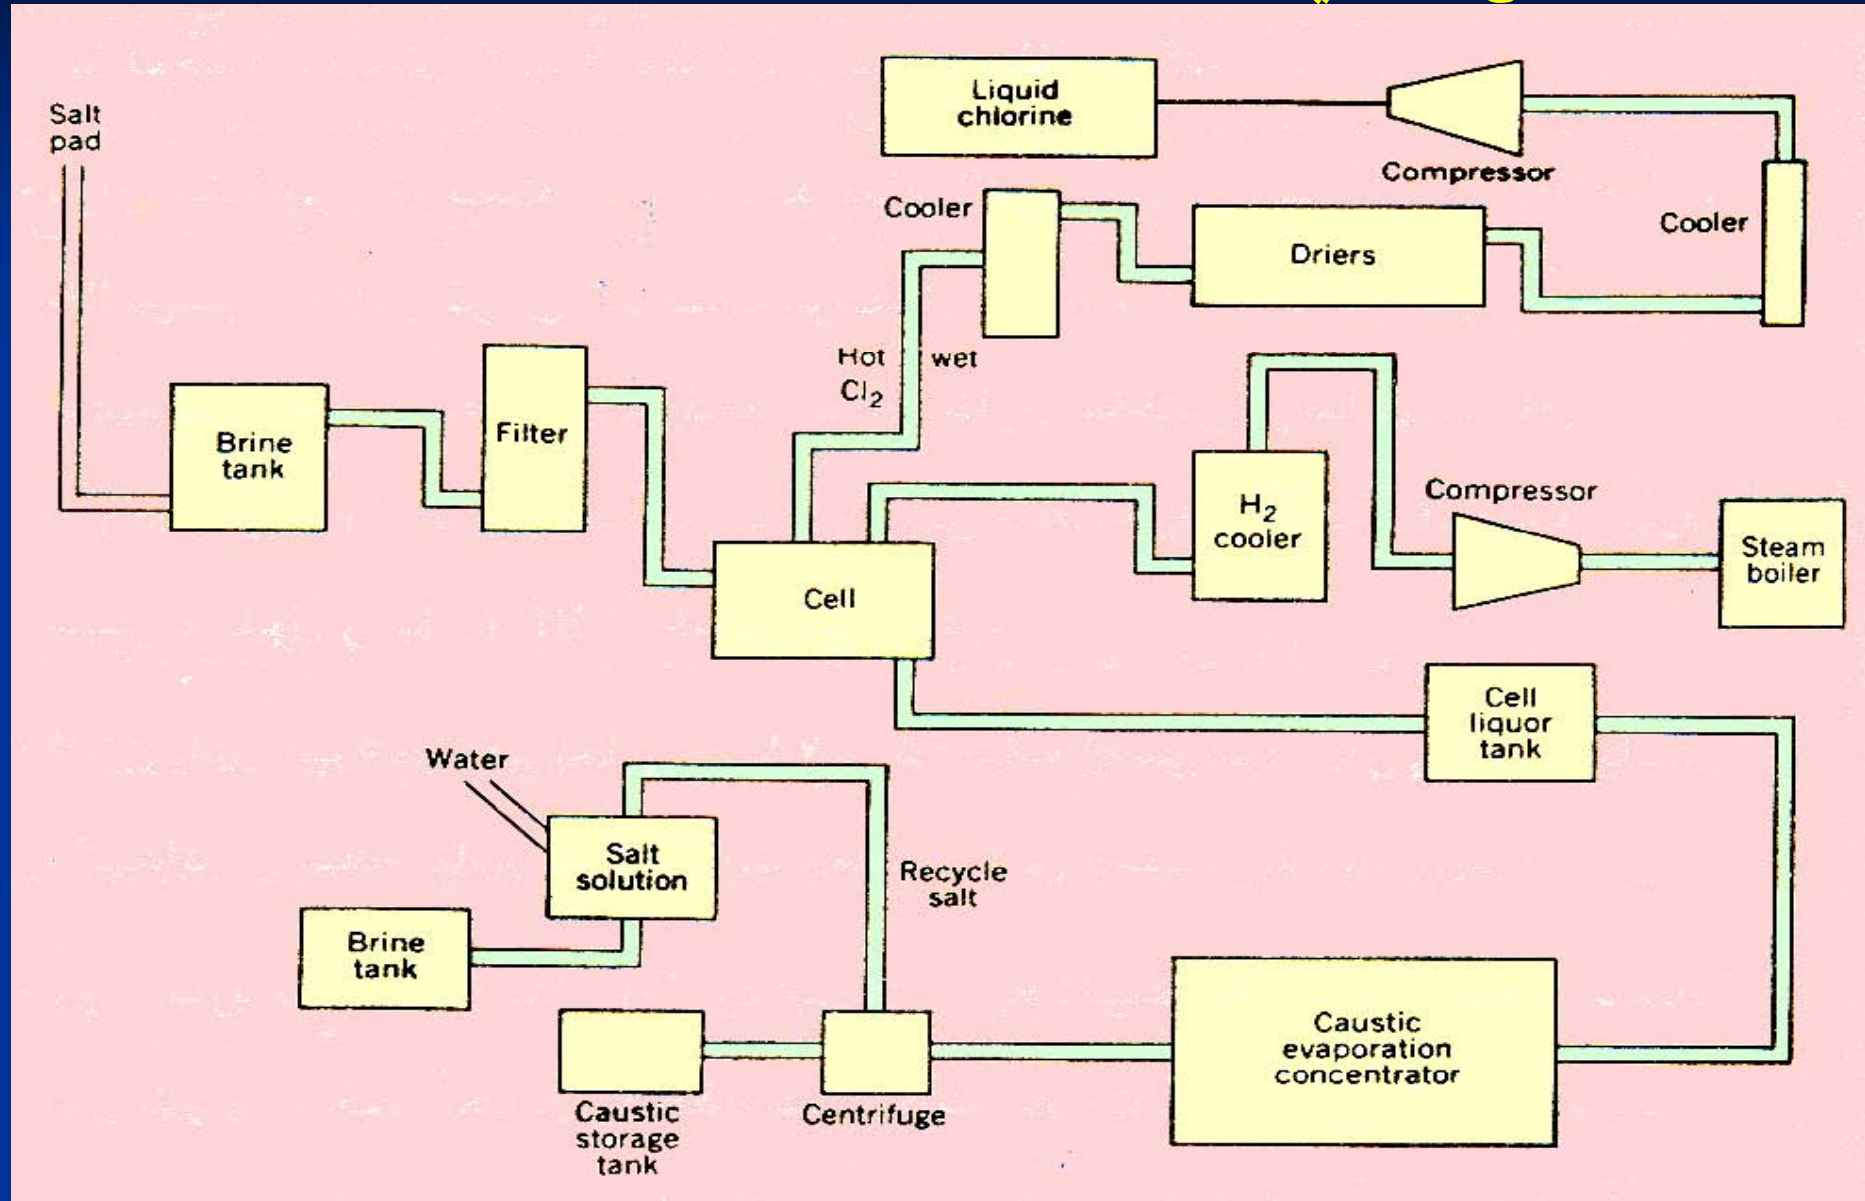 Liquid
chlorine
Salt
pad
Compressor
Cooler
Cooler
Driers
Hot wet
Cl₂
Brine
tank
Filter
H₂
cooler
Compressor
Steam
boiler
Cell
Cell
liquor
tank
Water
Salt
solution
Recycle
salt
Brine
tank
Caustic
evaporation
concentrator
Caustic
storage
tank
Centrifuge